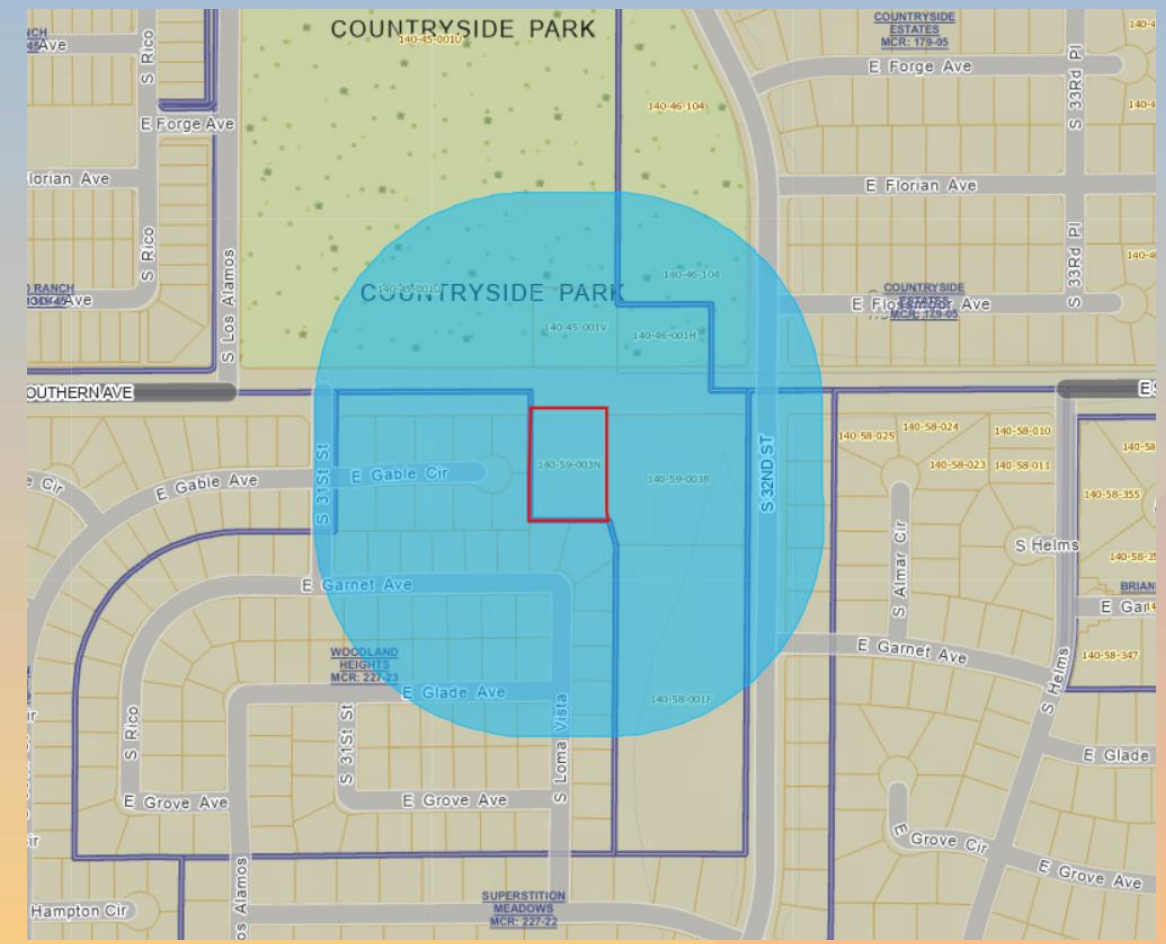 COUNTRYSIDE PARK
140-45-001U
COUNTRYSIDE
ESTATES
MCR: 179-05
E Forge Ave
S 33Rd Pl
S Rico
E Forge Ave
140-46-104
E Florian Ave
S Rico
S Los Alamos
S 33Rd Pl
140-46-104
COUNTRYSIDE PARK
COUNTRYSIDE
ESTATES
MCR: 179-05
E Flossmoor Ave
140-45-001V
140-46-001H
OUTHERN AVE
S 31St St
E Gable Cir
E Gable Ave
140-59-003N
140-59-003R
S 32ND ST
140-58-025
140-58-024
140-58-010
140-58-023
140-58-011
140-58-355
S Almar Cir
S Helms
E Garnet Ave
E Garnet Ave
140-58-347
WOODLAND
HEIGHTS
MCR: 227-23
E Glade Ave
140-58-001F
S Helms
S Rico
S 31St St
S Loma Vista
E Glade
E Grove Ave
E Grove Ave
E Grove Cir
E Grove Ave
SUPERSTITION
MEADOWS
MCR: 227-22
Hampton Cir
os Alamos